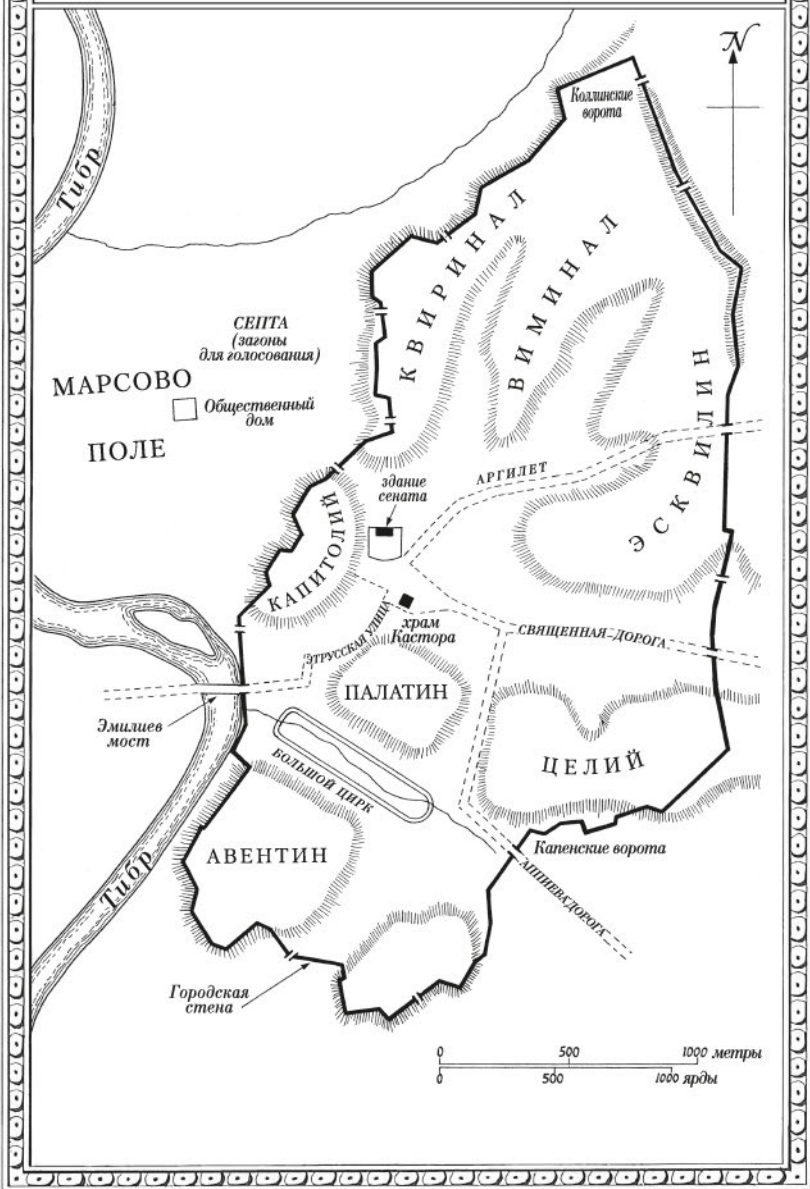 N
Коллинские
ворота
Тибр
КВИРИНАЛ
ВИМИНАЛ
СЕПТА
(загоны
для голосования)
МАРСОВО
ПОЛЕ
Общественный
дом
ЭСКВИЛИН
АРГИЛЕТ
здание
сената
КАПИТОЛИЙ
храм
Кастора
ЭТРУССКАЯ УЛИЦА
СВЯЩЕННАЯ ДОРОГА
ПАЛАТИН
Эмилиев
мост
БОЛЬШОЙ ЦИРК
ЦЕЛИЙ
АВЕНТИН
Капенские ворота
АППИЕВА ДОРОГА
Тибр
Городская
стена
0 500 1000 метры
0 500 1000 ярды